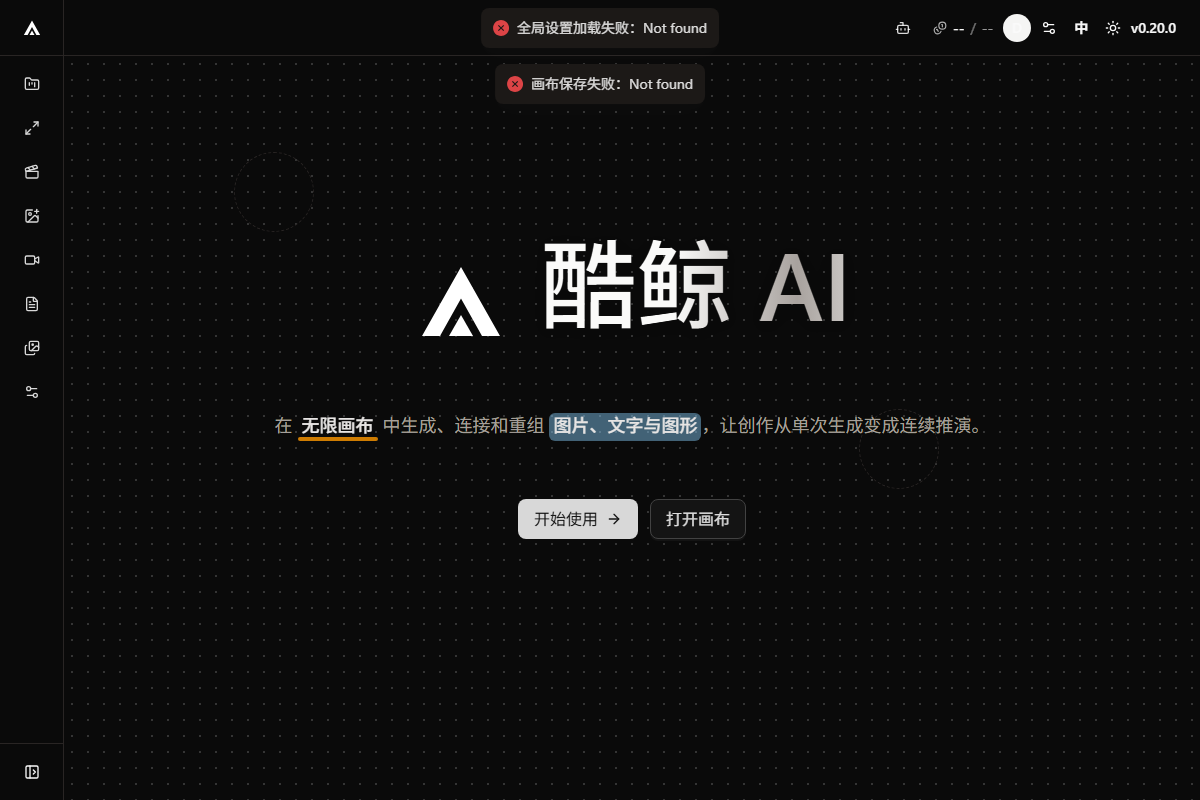 全局设置加载失败：Not found
-- / --
中
v0.20.0
画布保存失败：Not found
酷鲸 AI
在 无限画布 中生成、连接和重组 图片、文字与图形，让创作从单次生成变成连续推演。
开始使用 →
打开画布